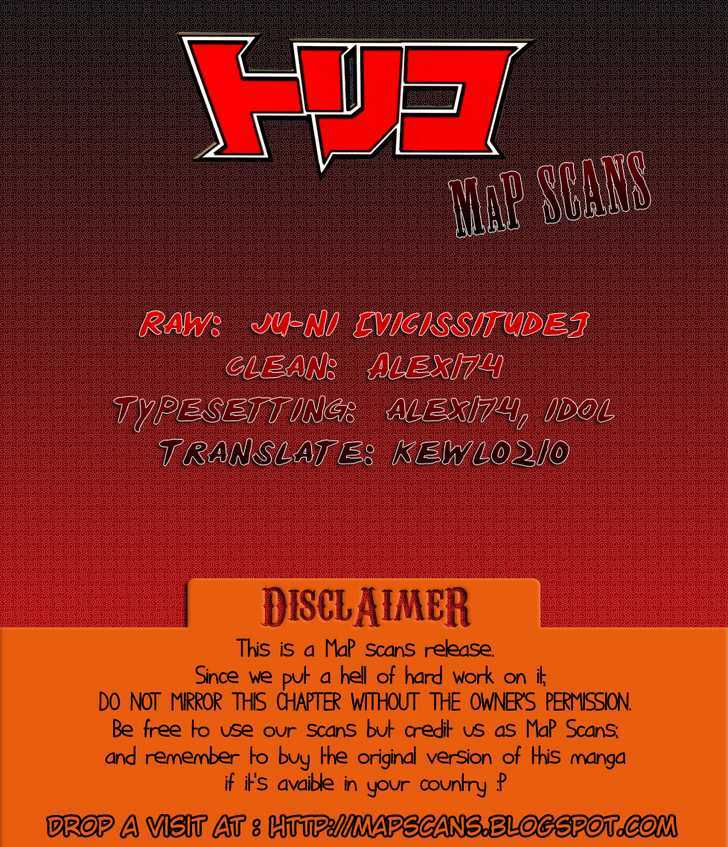 トリコ
MaP SCANS
RAW: JU-NI [VICISSITUDE]
CLEAN: ALEX174
TYPESETTING: ALEX174, IDOL
TRANSLATE: KEWL0210
DISCLAIMER
This is a MaP scans release.
Since we put a hell of hard work on it,
DO NOT MIRROR THIS CHAPTER WITHOUT THE OWNER'S PERMISSION.
Be free to use our scans but credit us as MaP Scans;
and remember to buy the original version of this manga
if it's avaible in your country :P
DROP A VISIT AT : HTTP://MAPSCANS.BLOGSPOT.COM